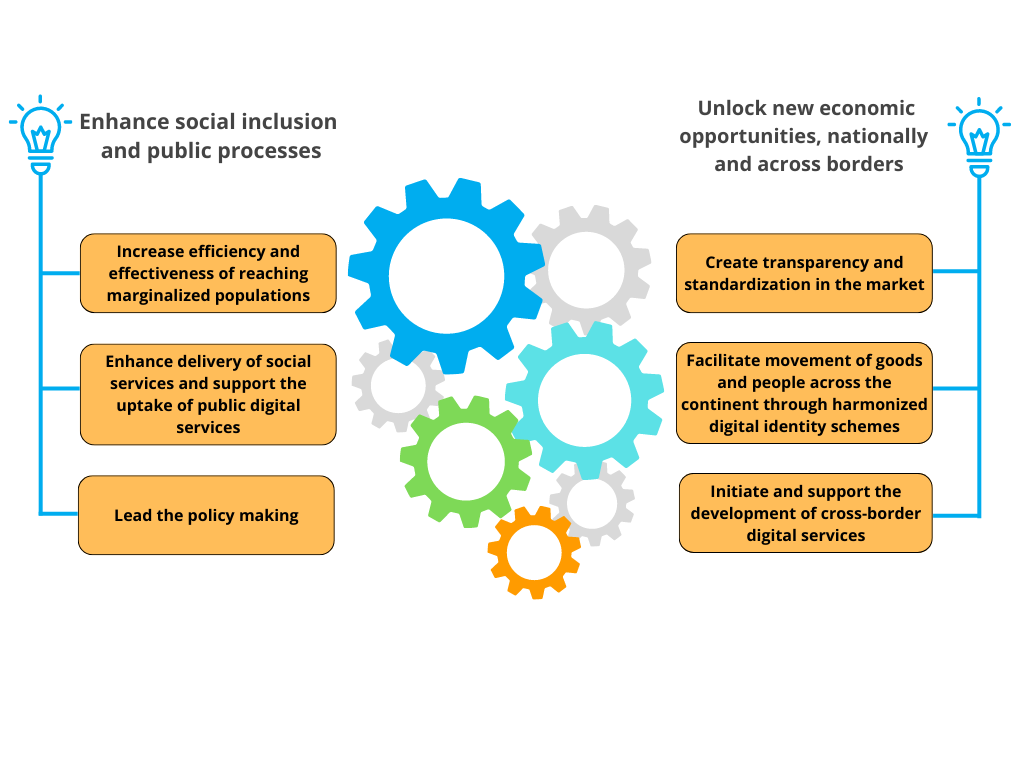 Enhance social inclusion
and public processes
Increase efficiency and
effectiveness of reaching
marginalized populations
Enhance delivery of social
services and support the
uptake of public digital
services
Lead the policy making
Unlock new economic
opportunities, nationally
and across borders
Create transparency and
standardization in the market
Facilitate movement of goods
and people across the
continent through harmonized
digital identity schemes
Initiate and support the
development of cross-border
digital services